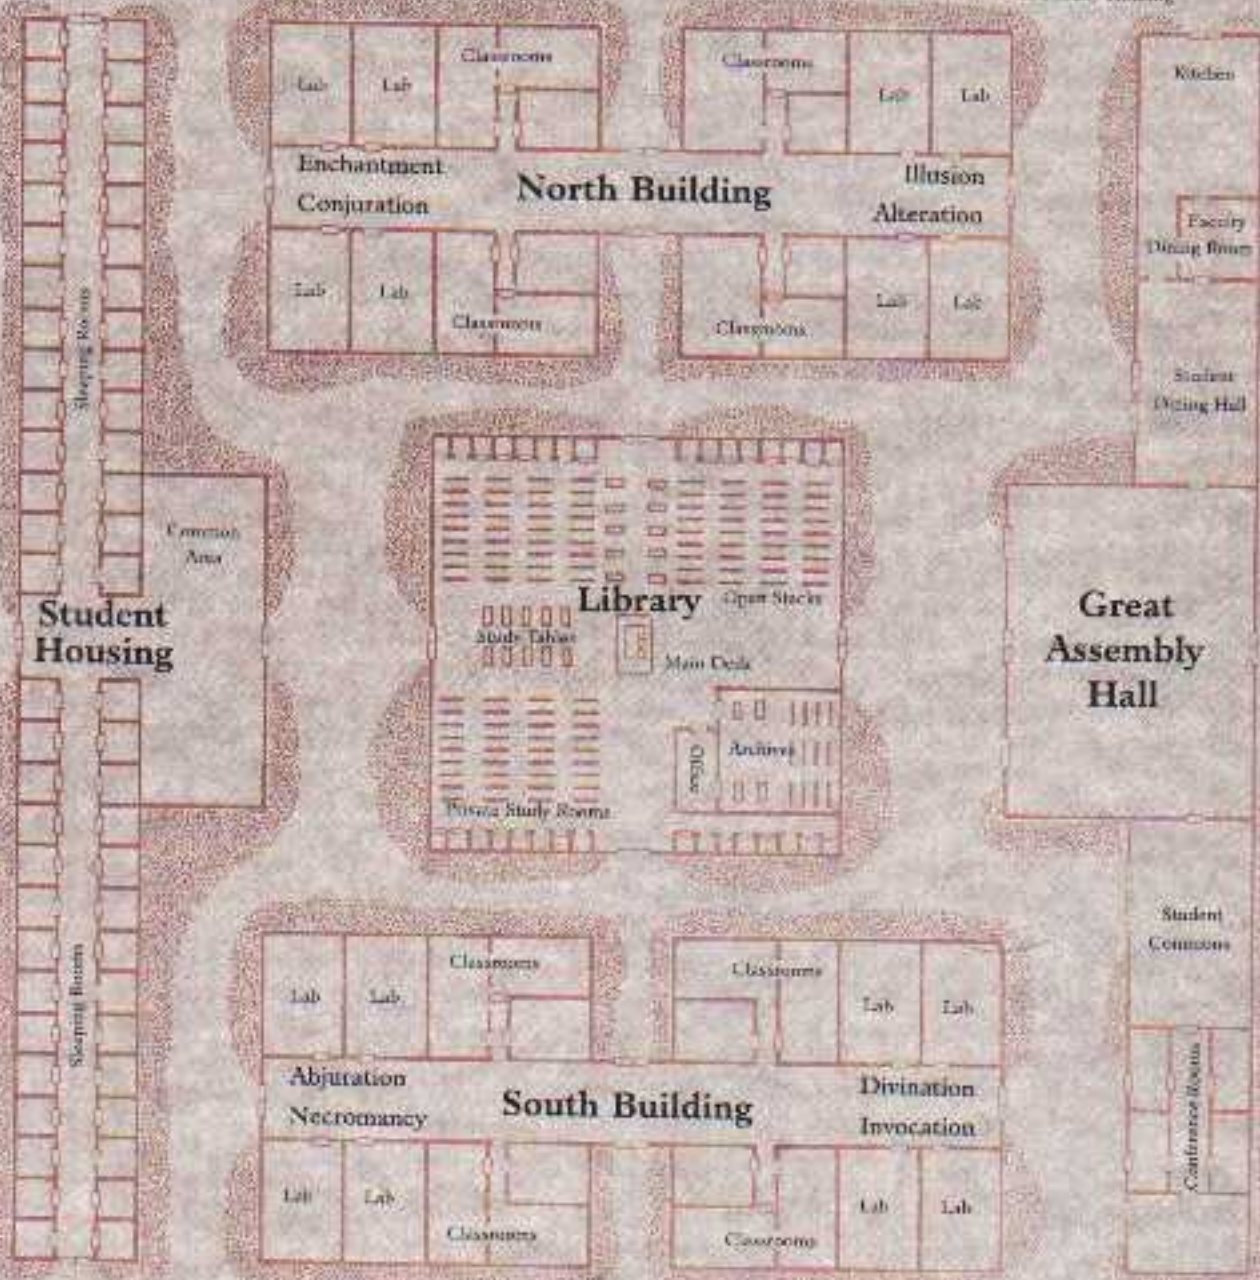 Classrooms
Classrooms
Kitchen
Lab
Lab
Lab
Lab
Enchantment
Conjuration
North Building
Illusion
Alteration
Faculty
Dining Room
Lab
Lab
Classrooms
Classrooms
Lab
Lab
Sleeping Rooms
Student
Dining Hall
Common
Area
Student
Housing
Library
Open Stacks
Study Tables
Main Desk
Great
Assembly
Hall
Archives
Office
Private Study Rooms
Student
Commons
Sleeping Rooms
Classrooms
Classrooms
Lab
Lab
Lab
Lab
Abjuration
Necromancy
South Building
Divination
Invocation
Conference Rooms
Lab
Lab
Classrooms
Classrooms
Lab
Lab